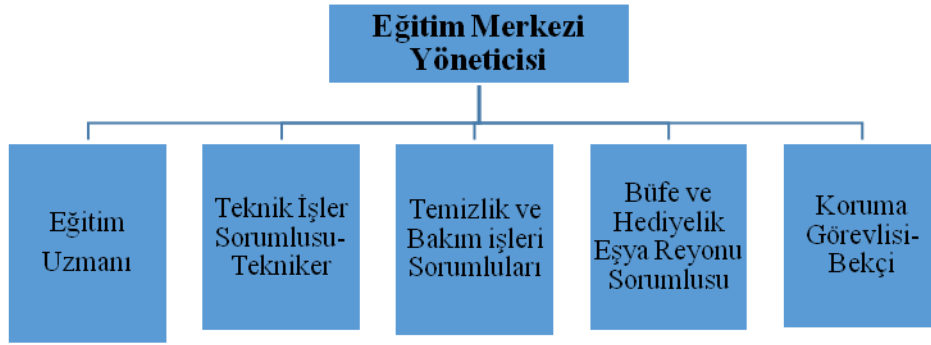 Eğitim Merkezi
Yöneticisi
Eğitim
Uzmanı
Teknik İşler
Sorumlusu-
Tekniker
Temizlik ve
Bakım işleri
Sorumluları
Büfe ve
Hediyelik
Eşya Reyonu
Sorumlusu
Koruma
Görevlisi-
Bekçi